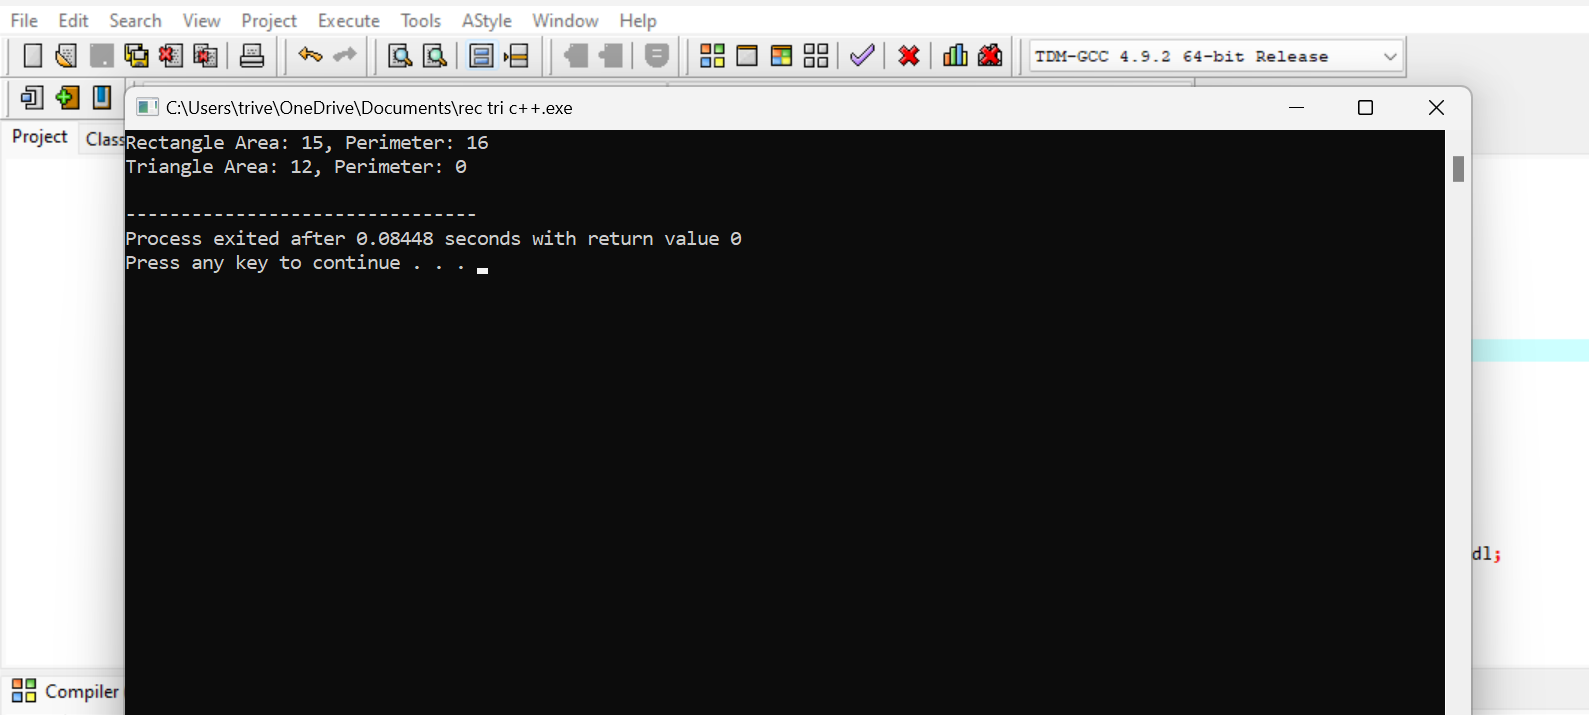 File Edit Search View Project Execute Tools AStyle Window Help
TDM-GCC 4.9.2 64-bit Release
C:\Users\trive\OneDrive\Documents\rec tri c++.exe
Project Class
Rectangle Area: 15, Perimeter: 16
Triangle Area: 12, Perimeter: 0
--------------------------------
Process exited after 0.08448 seconds with return value 0
Press any key to continue . . .
dl;
Compiler